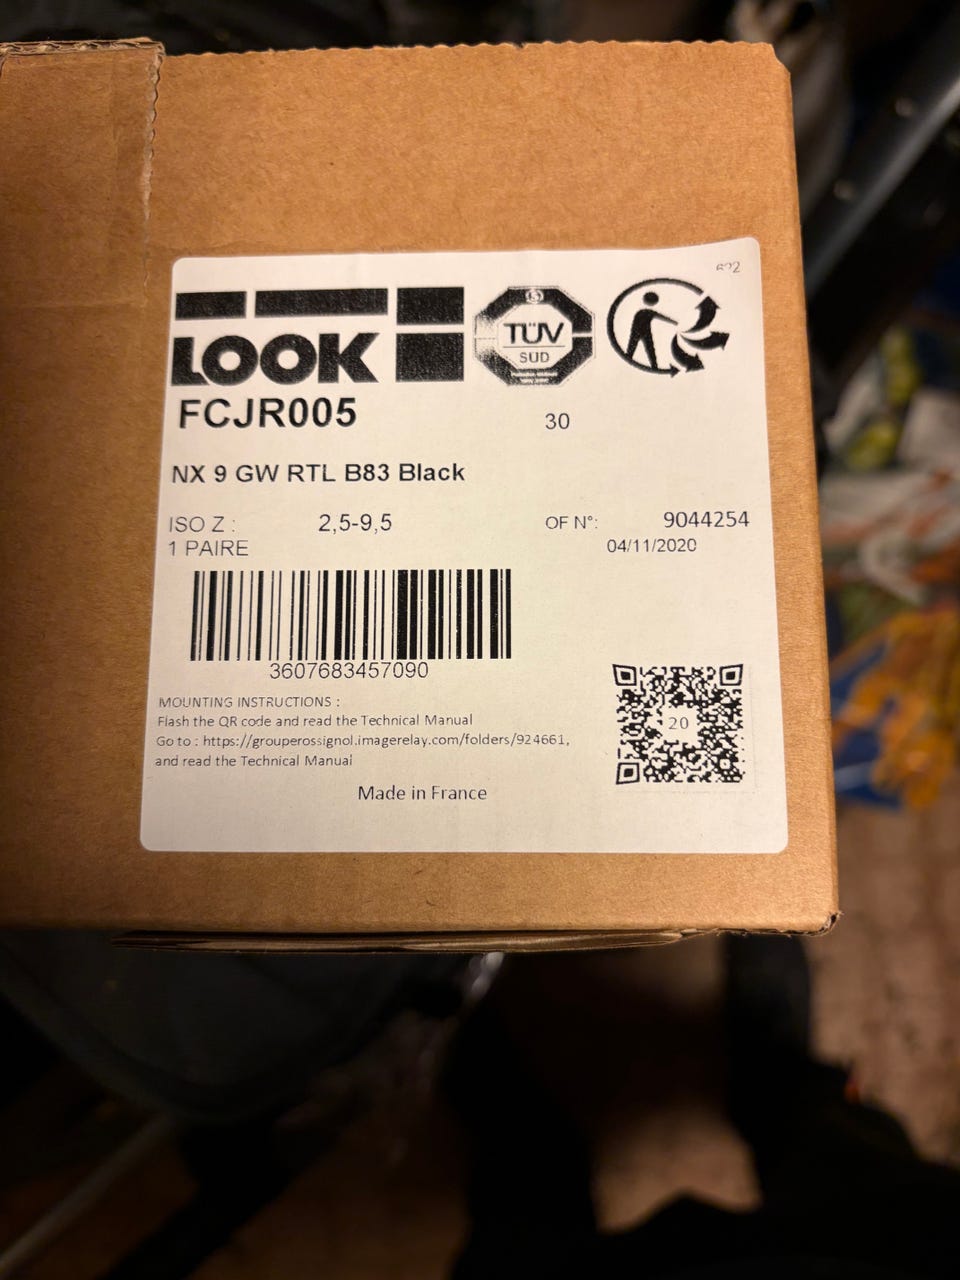 LOOK
TÜV
SÜD
FCJR005
30
NX 9 GW RTL B83 Black
ISO Z : 2,5-9,5
OF N°: 9044254
1 PAIRE
04/11/2020
3607683457090
MOUNTING INSTRUCTIONS :
Flash the QR code and read the Technical Manual
Go to : https://grouperossignol.imagerelay.com/folders/924661,
and read the Technical Manual
20
Made in France